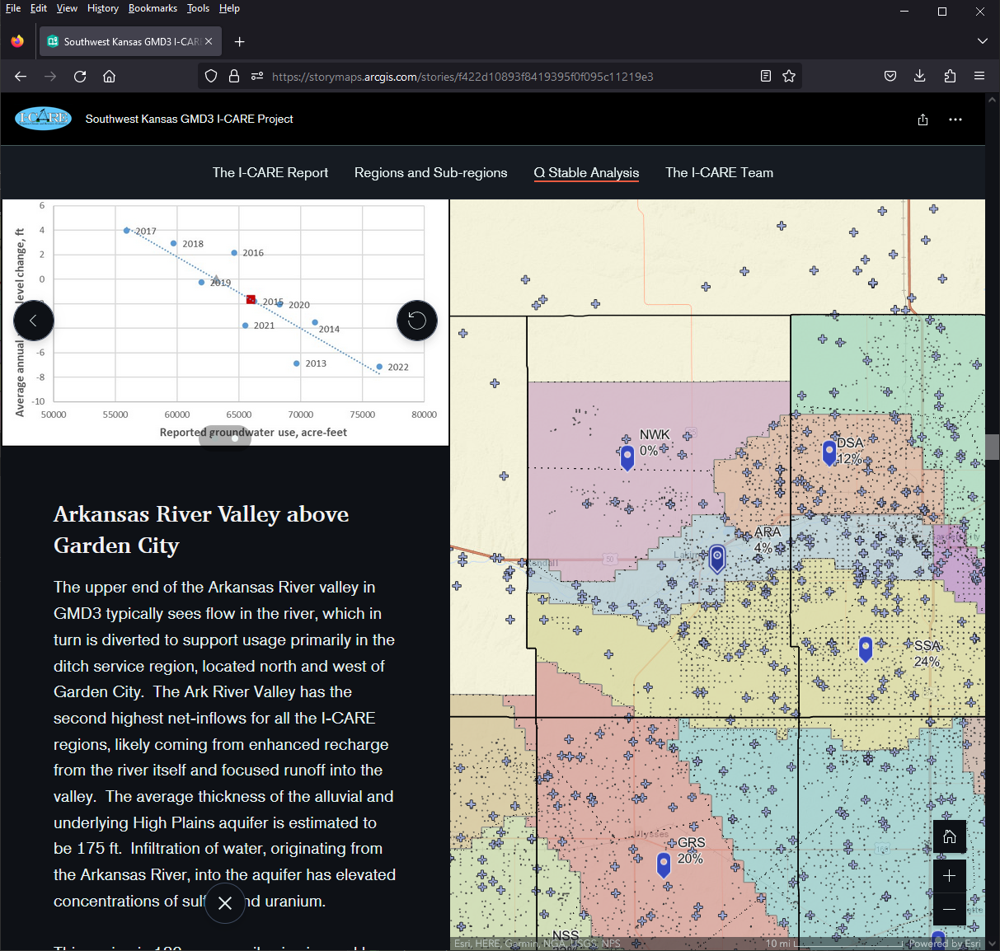 File Edit View History Bookmarks Tools Help
Southwest Kansas GMD3 I-CAR
https://storymaps.arcgis.com/stories/f422d10893f8419395f0f095c11219e3
I-CARE
Southwest Kansas GMD3 I-CARE Project
The I-CARE Report Regions and Sub-regions Q Stable Analysis The I-CARE Team
6
4
2
0
-6
-8
-10
Average annual
level change, ft
2017
2018
2016
2019
2015
2020
2021
2014
2013
2022
50000 55000 60000 65000 70000 75000 80000
Reported groundwater use, acre-feet
Arkansas River Valley above
Garden City
The upper end of the Arkansas River valley in
GMD3 typically sees flow in the river, which in
turn is diverted to support usage primarily in the
ditch service region, located north and west of
Garden City. The Ark River Valley has the
second highest net-inflows for all the I-CARE
regions, likely coming from enhanced recharge
from the river itself and focused runoff into the
valley. The average thickness of the alluvial and
underlying High Plains aquifer is estimated to
be 175 ft. Infiltration of water, originating from
the Arkansas River, into the aquifer has elevated
concentrations of sul nd uranium.
NWK
0%
DSA
12%
ARA
4%
50
SSA
24%
Ulysses
GRS
20%
NSS
Esri, HERE, Garmin, NGA, USGS, NPS
10 mi
Powered by Esri